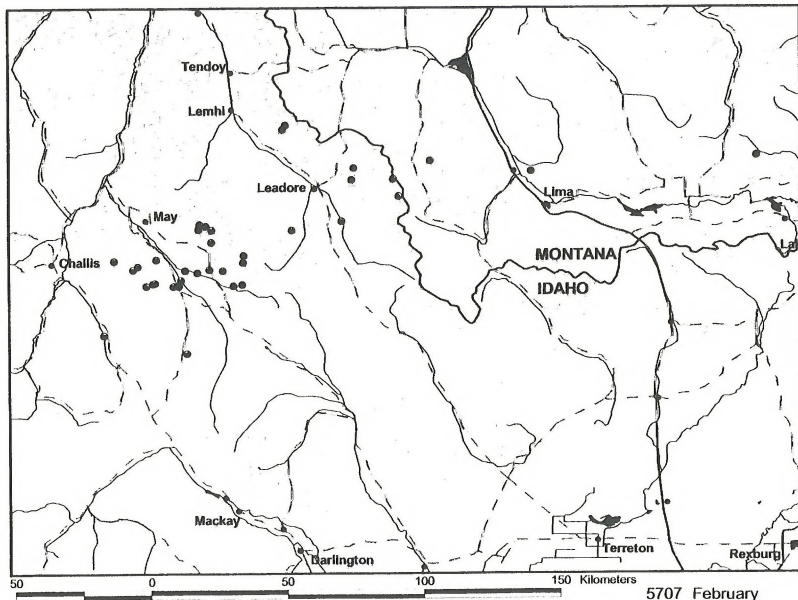 Tendoy
Lemhi
Leadore
Lima
May
MONTANA
La
Challis
IDAHO
Mackay
Darlington
Terreton
Rexburg
50 0 50 100 150 Kilometers
5707 February